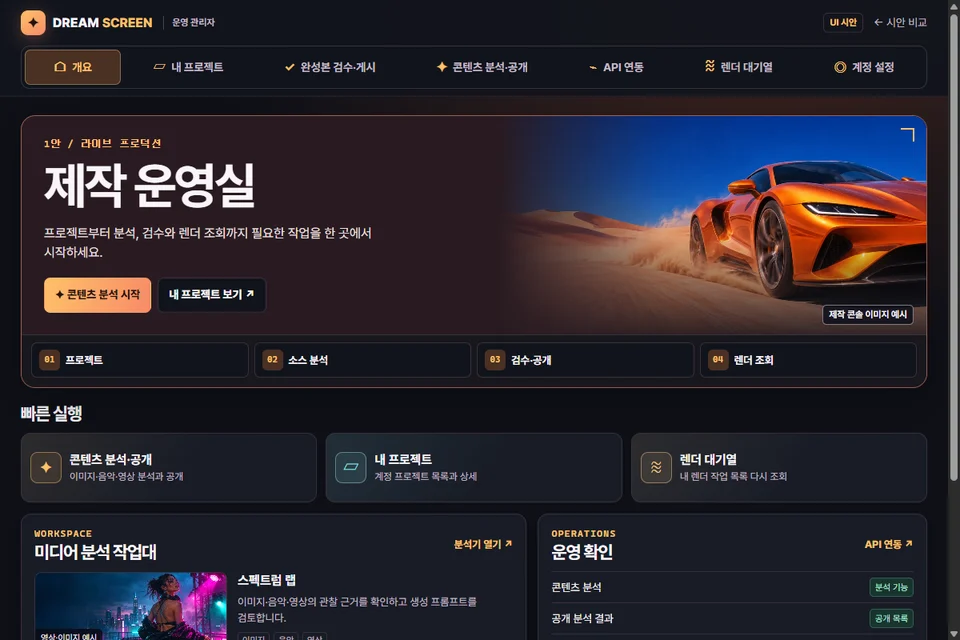 DREAM SCREEN 운영 관리자
UI 시안 ← 시안 비교
개요 내 프로젝트 완성본 검수·게시 콘텐츠 분석·공개 API 연동 렌더 대기열 계정 설정
1안 / 라이브 프로덕션
제작 운영실
프로젝트부터 분석, 검수와 렌더 조회까지 필요한 작업을 한 곳에서
시작하세요.
✦ 콘텐츠 분석 시작 내 프로젝트 보기 ↗
제작 콘솔 이미지 예시
01 프로젝트 02 소스 분석 03 검수·공개 04 렌더 조회
빠른 실행
콘텐츠 분석·공개
이미지·음악·영상 분석과 공개
내 프로젝트
계정 프로젝트 목록과 상세
렌더 대기열
내 렌더 작업 목록 다시 조회
WORKSPACE
미디어 분석 작업대
분석기 열기 ↗
스펙트럼 랩
이미지·음악·영상의 관찰 근거를 확인하고 생성 프롬프트를
검토합니다.
이미지 음악 영상
영상·이미지 예시
OPERATIONS
운영 확인
API 연동 ↗
콘텐츠 분석 분석 기능
공개 분석 결과 공개 목록